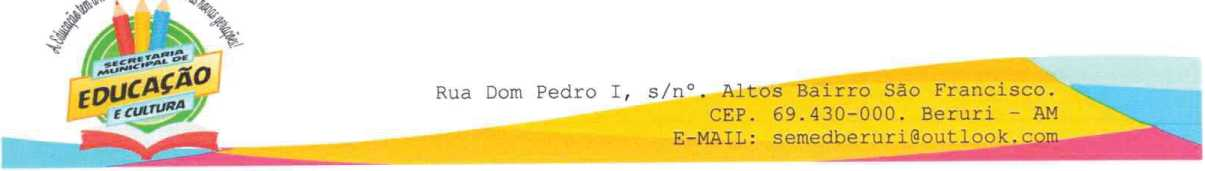 A Educação
SECRETARIA
MUNICIPAL DE
EDUCAÇÃO
E CULTURA
Rua Dom Pedro I, s/nº. Altos Bairro São Francisco.
CEP. 69.430-000. Beruri - AM
E-MAIL: semedberuri@outlook.com